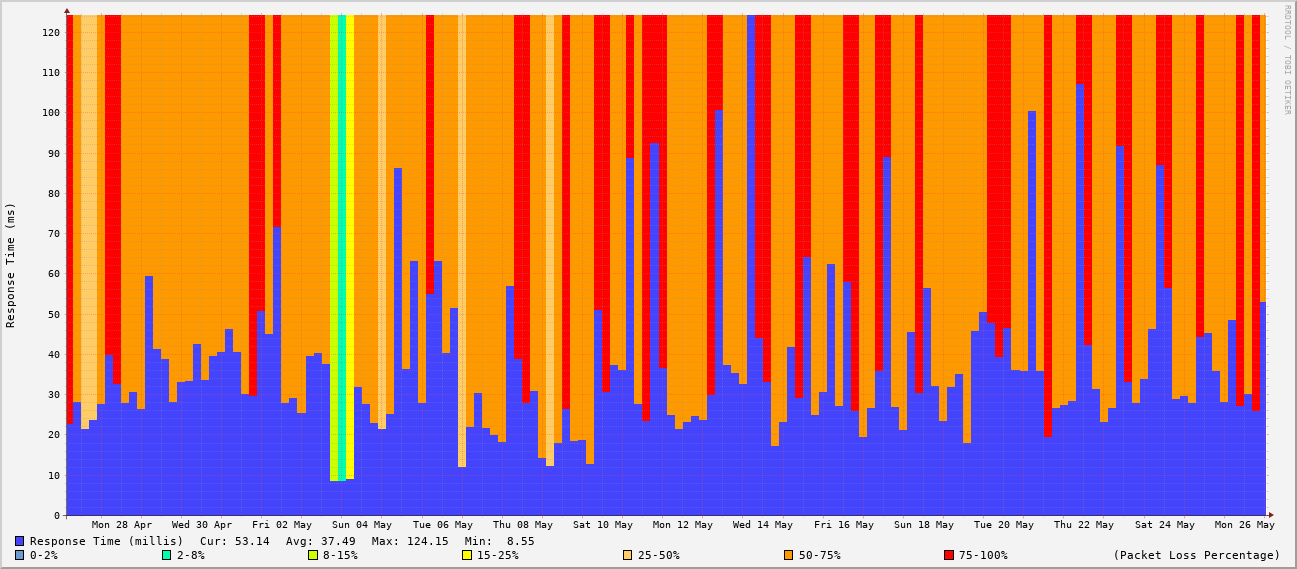 RRDTOOL / TOBI OETIKER
Response Time (ms)
120
110
100
90
80
70
60
50
40
30
20
10
0
Mon 28 Apr Wed 30 Apr Fri 02 May Sun 04 May Tue 06 May Thu 08 May Sat 10 May Mon 12 May Wed 14 May Fri 16 May Sun 18 May Tue 20 May Thu 22 May Sat 24 May Mon 26 May
Response Time (millis) Cur: 53.14 Avg: 37.49 Max: 124.15 Min: 8.55
0-2% 2-8% 8-15% 15-25% 25-50% 50-75% 75-100% (Packet Loss Percentage)